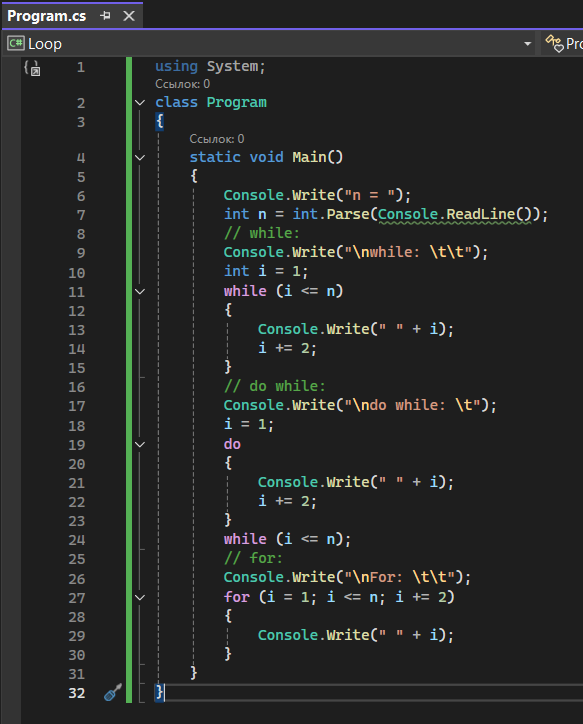 Program.cs
C# Loop
Pro
1 using System;
Ссылок: 0
2 class Program
3 {
Ссылок: 0
4 static void Main()
5 {
6 Console.Write("n = ");
7 int n = int.Parse(Console.ReadLine());
8 // while:
9 Console.Write("\nwhile: \t\t");
10 int i = 1;
11 while (i <= n)
12 {
13 Console.Write(" " + i);
14 i += 2;
15 }
16 // do while:
17 Console.Write("\ndo while: \t");
18 i = 1;
19 do
20 {
21 Console.Write(" " + i);
22 i += 2;
23 }
24 while (i <= n);
25 // for:
26 Console.Write("\nFor: \t\t");
27 for (i = 1; i <= n; i += 2)
28 {
29 Console.Write(" " + i);
30 }
31 }
32 }